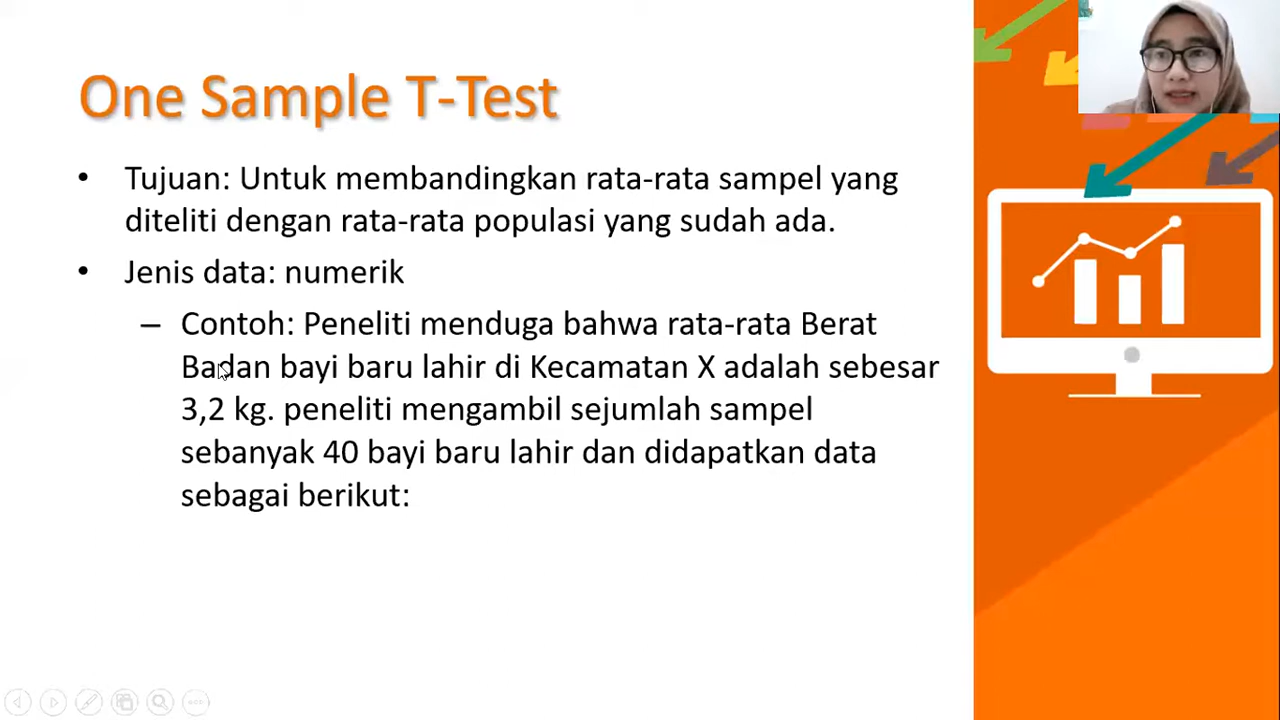 One Sample T-Test
• Tujuan: Untuk membandingkan rata-rata sampel yang
diteliti dengan rata-rata populasi yang sudah ada.
• Jenis data: numerik
– Contoh: Peneliti menduga bahwa rata-rata Berat
Badan bayi baru lahir di Kecamatan X adalah sebesar
3,2 kg. peneliti mengambil sejumlah sampel
sebanyak 40 bayi baru lahir dan didapatkan data
sebagai berikut: